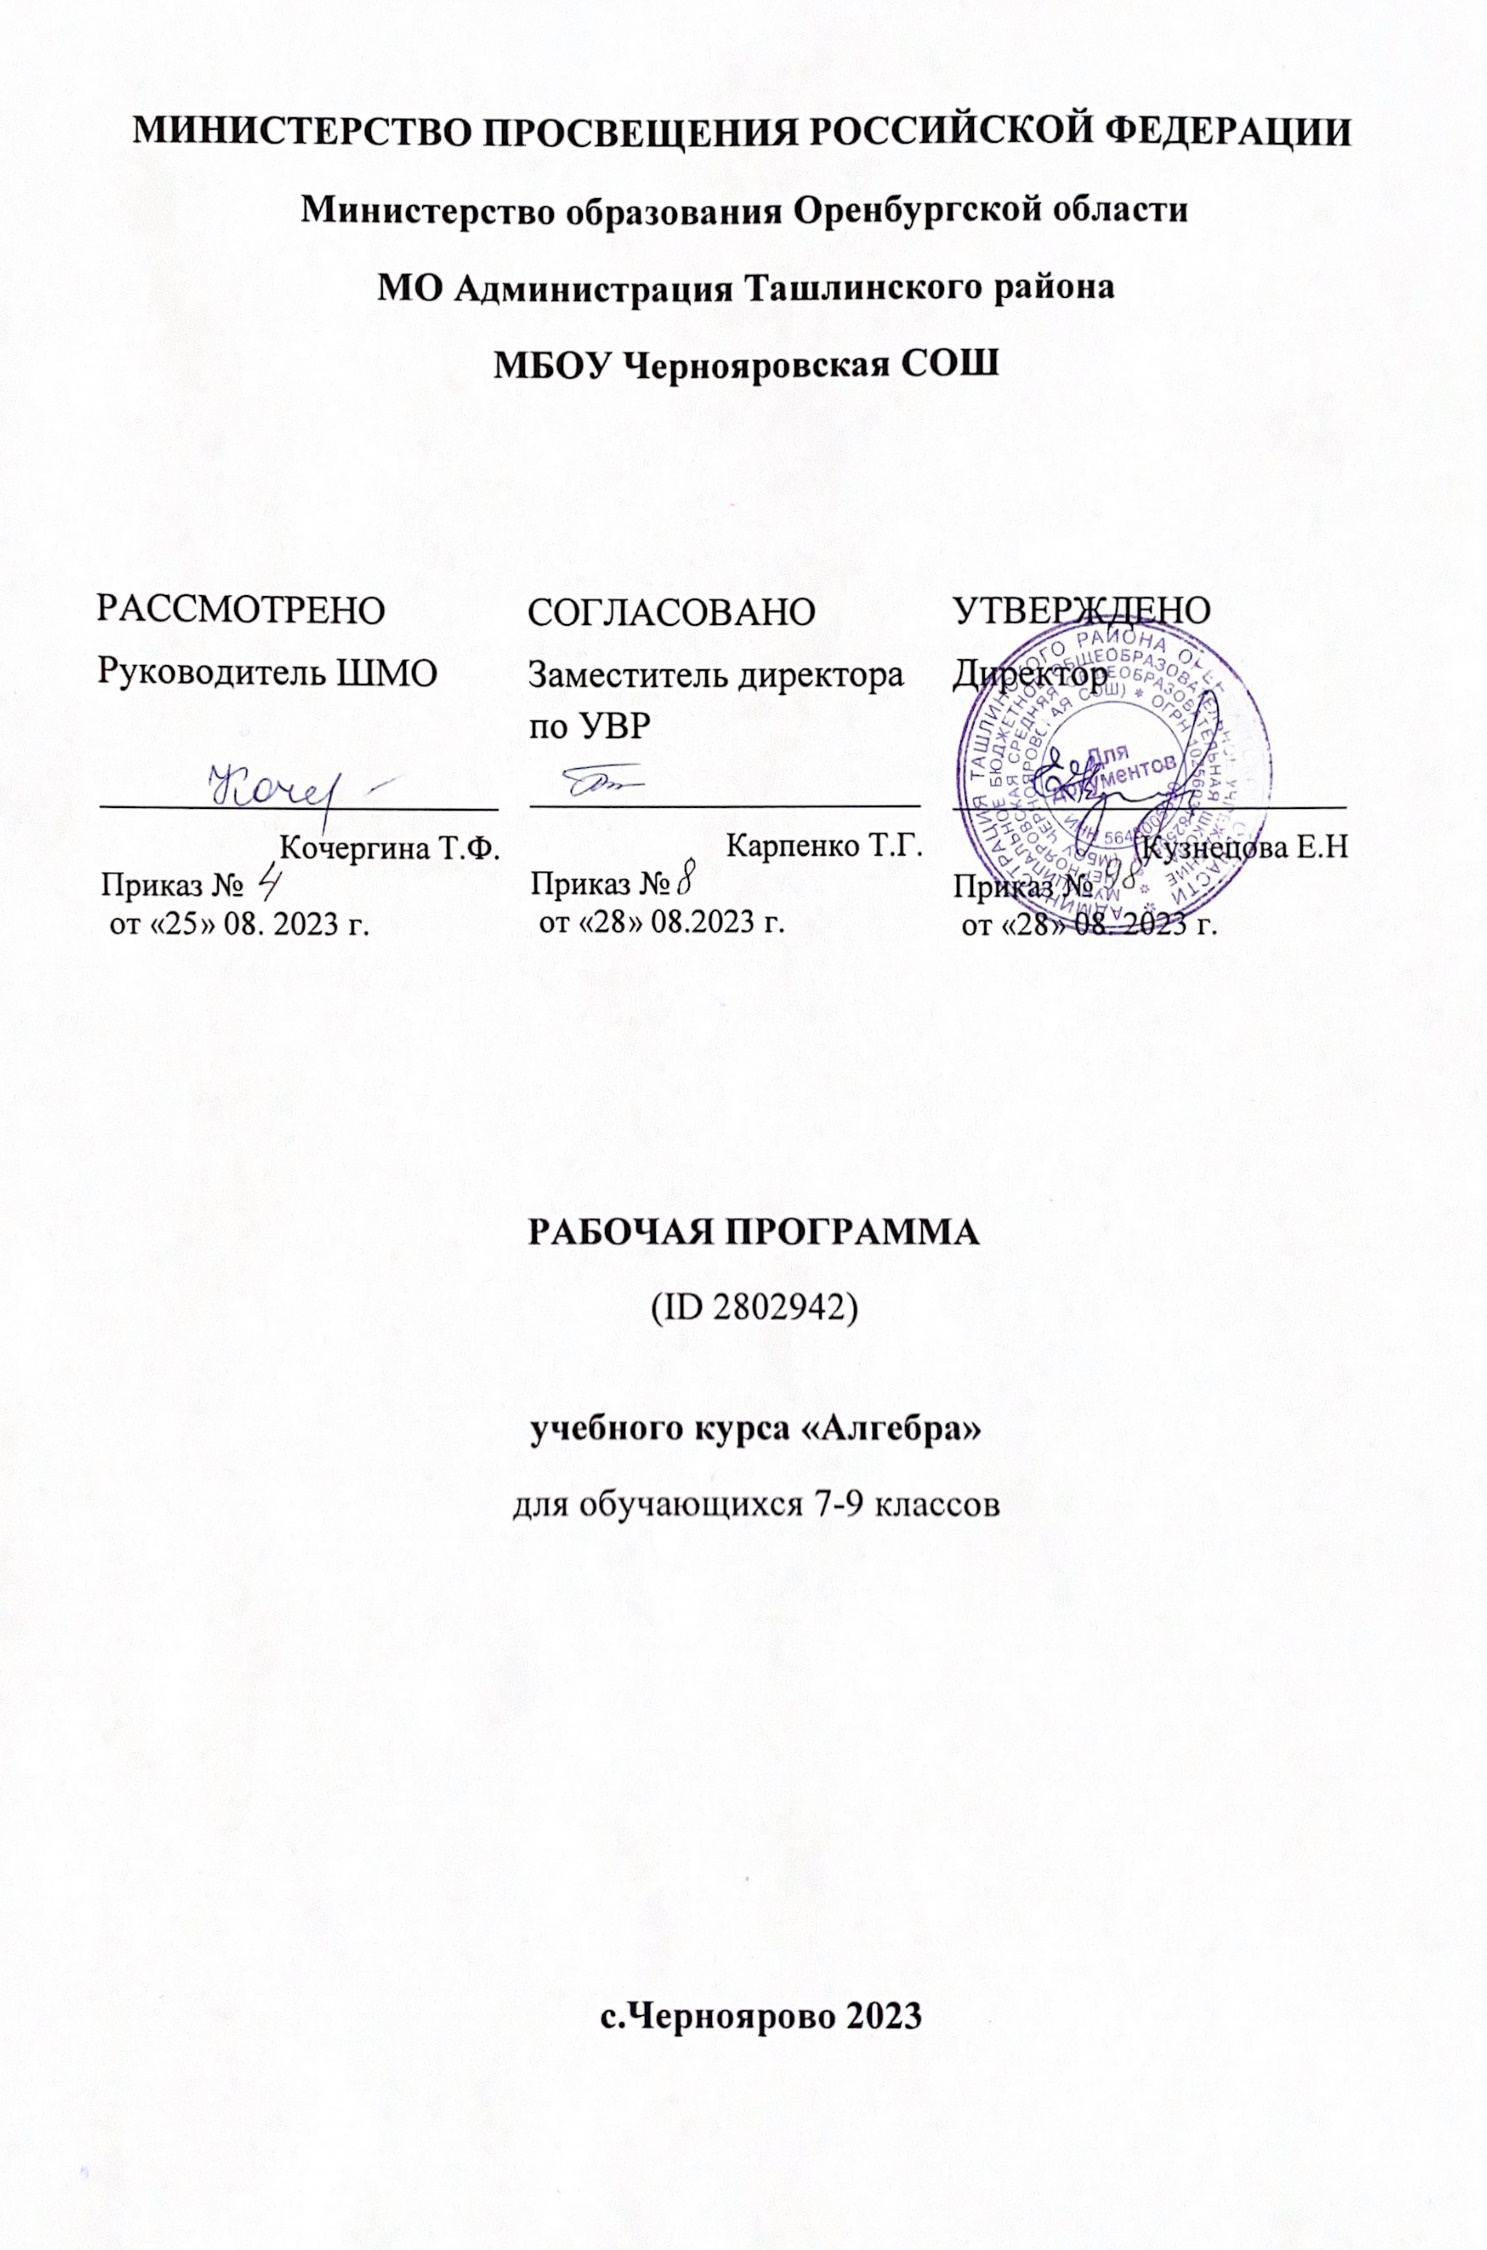 МИНИСТЕРСТВО ПРОСВЕЩЕНИЯ РОССИЙСКОЙ ФЕДЕРАЦИИ
Министерство образования Оренбургской области
МО Администрация Ташлинского района
МБОУ Чернояровская СОШ
РАССМОТРЕНО
Руководитель ШМО
Кочергина Т.Ф.
Приказ № 4
от «25» 08. 2023 г.
СОГЛАСОВАНО
Заместитель директора
по УВР
Карпенко Т.Г.
Приказ № 8
от «28» 08.2023 г.
УТВЕРЖДЕНО
Директор
Для
документов
Кузнецова Е.Н
Приказ № 98
от «28» 08. 2023 г.
РАБОЧАЯ ПРОГРАММА
(ID 2802942)
учебного курса «Алгебра»
для обучающихся 7-9 классов
с.Черноярово 2023